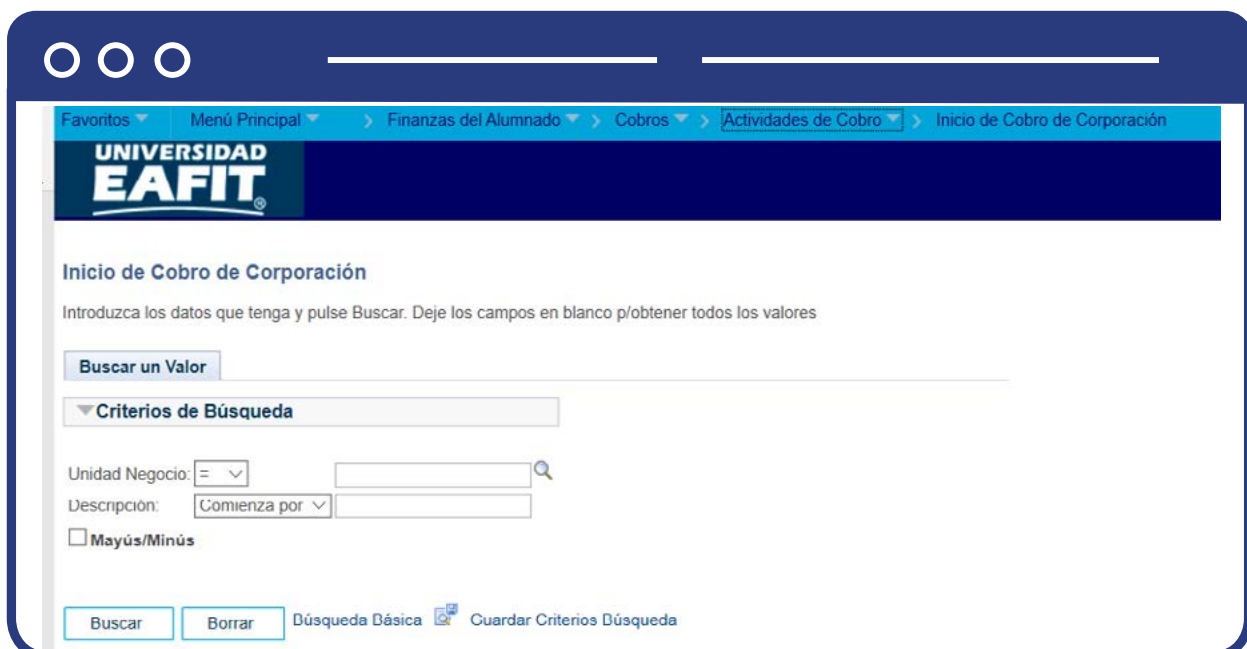 Favoritos Menú Principal > Finanzas del Alumnado > Cobros > Actividades de Cobro > Inicio de Cobro de Corporación
UNIVERSIDAD
EAFIT®
Inicio de Cobro de Corporación
Introduzca los datos que tenga y pulse Buscar. Deje los campos en blanco p/obtener todos los valores
Buscar un Valor
Criterios de Búsqueda
Unidad Negocio: =
Descripción: Comienza por
Mayús/Minús
Buscar Borrar Búsqueda Básica Guardar Criterios Búsqueda